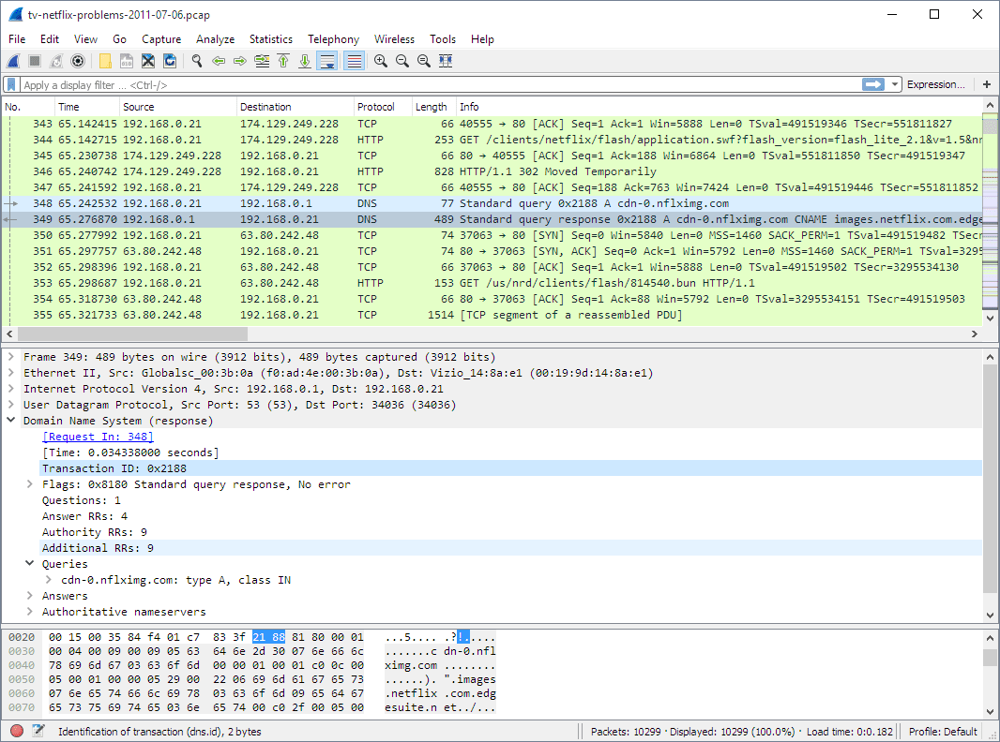 tv-netflix-problems-2011-07-06.pcap
File Edit View Go Capture Analyze Statistics Telephony Wireless Tools Help
Apply a display filter ... <Ctrl-/> Expression... +
No. Time Source Destination Protocol Length Info
343 65.142415 192.168.0.21 174.129.249.228 TCP 66 40555 → 80 [ACK] Seq=1 Ack=1 Win=5888 Len=0 TSval=491519346 TSecr=551811827
344 65.142715 192.168.0.21 174.129.249.228 HTTP 253 GET /clients/netflix/flash/application.swf?flash_version=flash_lite_2.1&v=1.5&nr
345 65.230738 174.129.249.228 192.168.0.21 TCP 66 80 → 40555 [ACK] Seq=1 Ack=188 Win=6864 Len=0 TSval=551811850 TSecr=491519347
346 65.240742 174.129.249.228 192.168.0.21 HTTP 828 HTTP/1.1 302 Moved Temporarily
347 65.241592 192.168.0.21 174.129.249.228 TCP 66 40555 → 80 [ACK] Seq=188 Ack=763 Win=7424 Len=0 TSval=491519446 TSecr=551811852
348 65.242532 192.168.0.21 192.168.0.1 DNS 77 Standard query 0x2188 A cdn-0.nflximg.com
349 65.276870 192.168.0.1 192.168.0.21 DNS 489 Standard query response 0x2188 A cdn-0.nflximg.com CNAME images.netflix.com.edge
350 65.277992 192.168.0.21 63.80.242.48 TCP 74 37063 → 80 [SYN] Seq=0 Win=5840 Len=0 MSS=1460 SACK_PERM=1 TSval=491519482 TSec
351 65.297757 63.80.242.48 192.168.0.21 TCP 74 80 → 37063 [SYN, ACK] Seq=0 Ack=1 Win=5792 Len=0 MSS=1460 SACK_PERM=1 TSval=3295
352 65.298396 192.168.0.21 63.80.242.48 TCP 66 37063 → 80 [ACK] Seq=1 Ack=1 Win=5888 Len=0 TSval=491519502 TSecr=3295534130
353 65.298687 192.168.0.21 63.80.242.48 HTTP 153 GET /us/nrd/clients/flash/814540.bun HTTP/1.1
354 65.318730 63.80.242.48 192.168.0.21 TCP 66 80 → 37063 [ACK] Seq=1 Ack=88 Win=5792 Len=0 TSval=3295534151 TSecr=491519503
355 65.321733 63.80.242.48 192.168.0.21 TCP 1514 [TCP segment of a reassembled PDU]
Frame 349: 489 bytes on wire (3912 bits), 489 bytes captured (3912 bits)
Ethernet II, Src: Globalsc_00:3b:0a (f0:ad:4e:00:3b:0a), Dst: Vizio_14:8a:e1 (00:19:9d:14:8a:e1)
Internet Protocol Version 4, Src: 192.168.0.1, Dst: 192.168.0.21
User Datagram Protocol, Src Port: 53 (53), Dst Port: 34036 (34036)
Domain Name System (response)
[Request In: 348]
[Time: 0.034338000 seconds]
Transaction ID: 0x2188
Flags: 0x8180 Standard query response, No error
Questions: 1
Answer RRs: 4
Authority RRs: 9
Additional RRs: 9
Queries
cdn-0.nflximg.com: type A, class IN
Answers
Authoritative nameservers
0020 00 15 00 35 84 f4 01 c7 83 3f 21 88 81 80 00 01 ...5.... .?!.....
0030 00 04 00 09 00 09 05 63 64 6e 2d 30 07 6e 66 6c .......c dn-0.nfl
0040 78 69 6d 67 03 63 6f 6d 00 00 01 00 01 c0 0c 00 ximg.com ........
0050 05 00 01 00 00 05 29 00 22 06 69 6d 61 67 65 73 ......). ".images
0060 07 6e 65 74 66 6c 69 78 03 63 6f 6d 09 65 64 67 .netflix .com.edg
0070 65 73 75 69 74 65 03 6e 65 74 00 c0 2f 00 05 00 esuite.n et../...
Identification of transaction (dns.id), 2 bytes Packets: 10299 · Displayed: 10299 (100.0%) · Load time: 0:0.182 Profile: Default